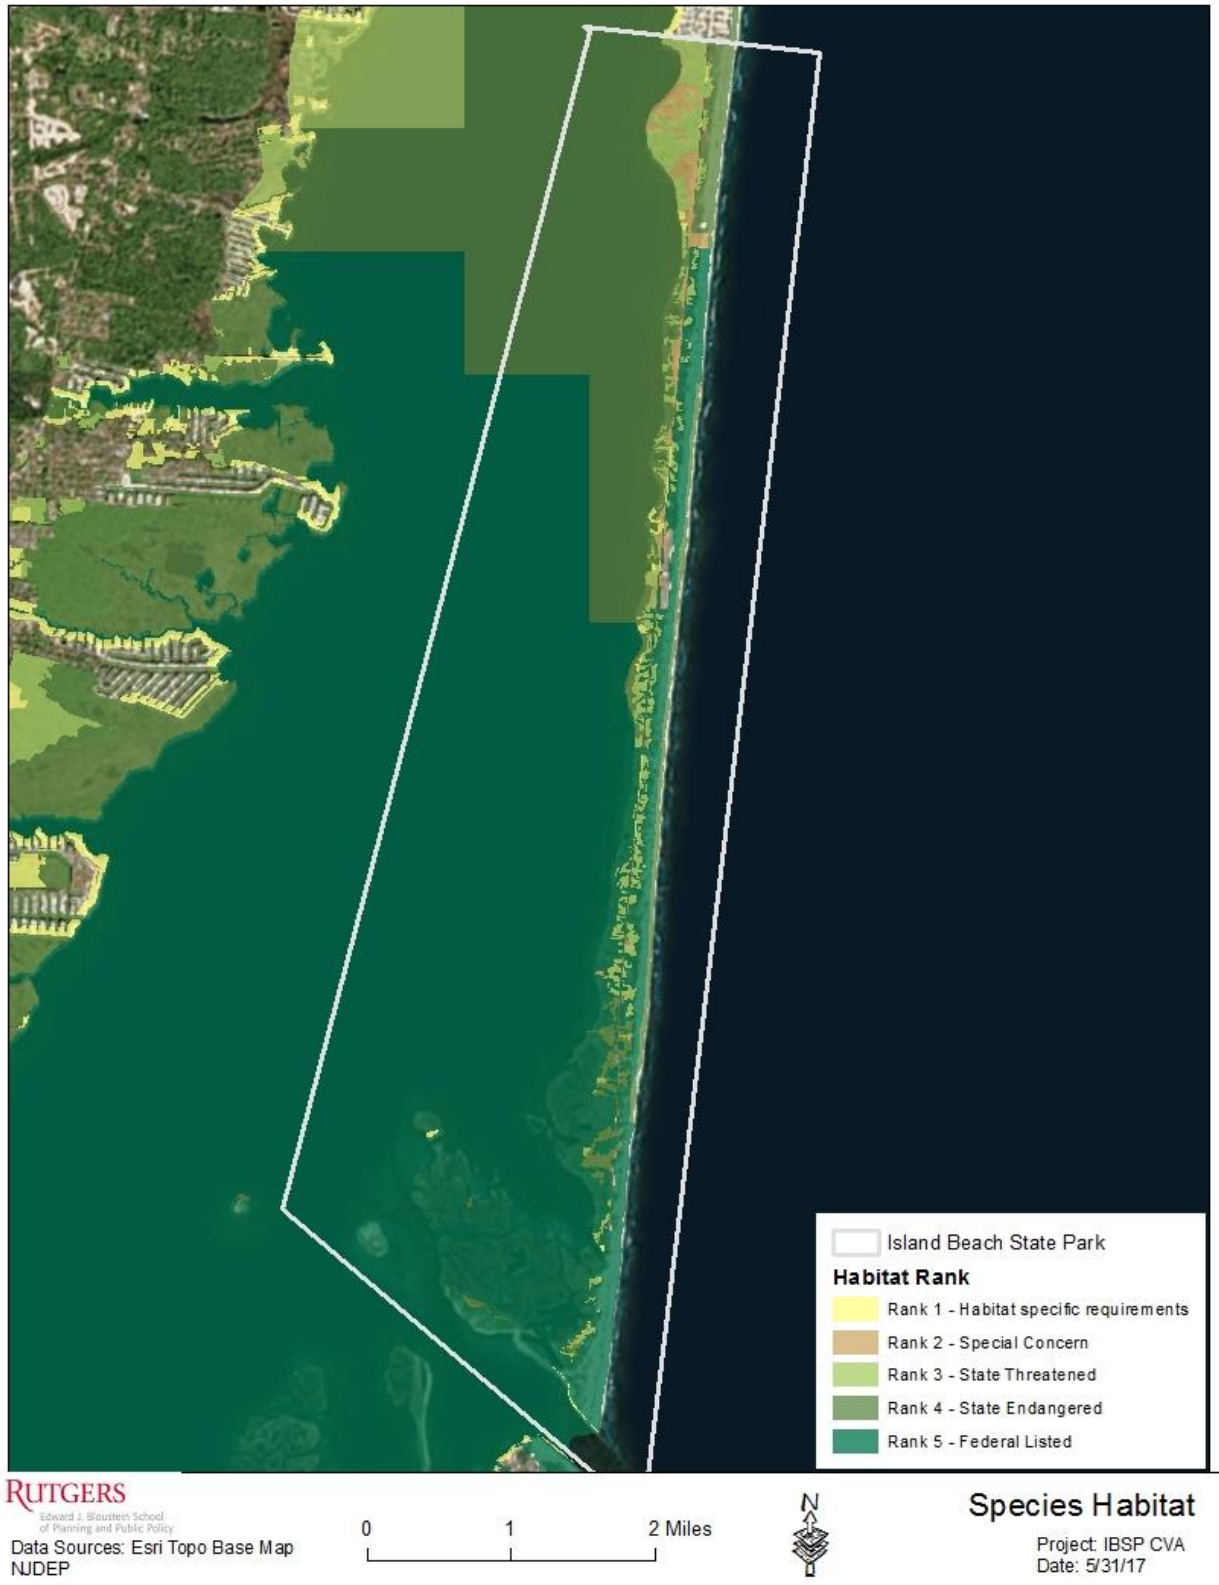 Island Beach State Park
Habitat Rank
Rank 1 - Habitat specific requirements
Rank 2 - Special Concern
Rank 3 - State Threatened
Rank 4 - State Endangered
Rank 5 - Federal Listed
RUTGERS
Edward J. Bloustein School
of Planning and Public Policy
Data Sources: Esri Topo Base Map
NJDEP
0 1 2 Miles
N
Species Habitat
Project: IBSP CVA
Date: 5/31/17